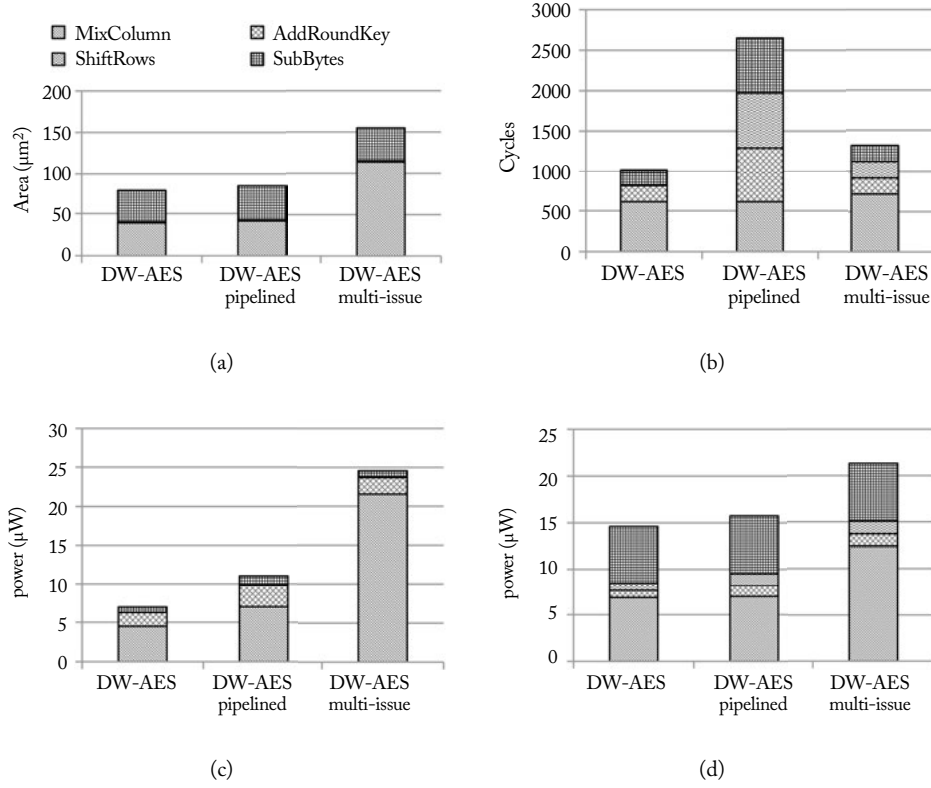 MixColumn
AddRoundKey
ShiftRows
SubBytes
Area (µm²)
200
150
100
50
0
DW-AES
DW-AES
pipelined
DW-AES
multi-issue
(a)
Cycles
3000
2500
2000
1500
1000
500
0
DW-AES
DW-AES
pipelined
DW-AES
multi-issue
(b)
power (µW)
30
25
20
15
10
5
0
DW-AES
DW-AES
pipelined
DW-AES
multi-issue
(c)
power (µW)
25
20
15
10
5
0
DW-AES
DW-AES
pipelined
DW-AES
multi-issue
(d)